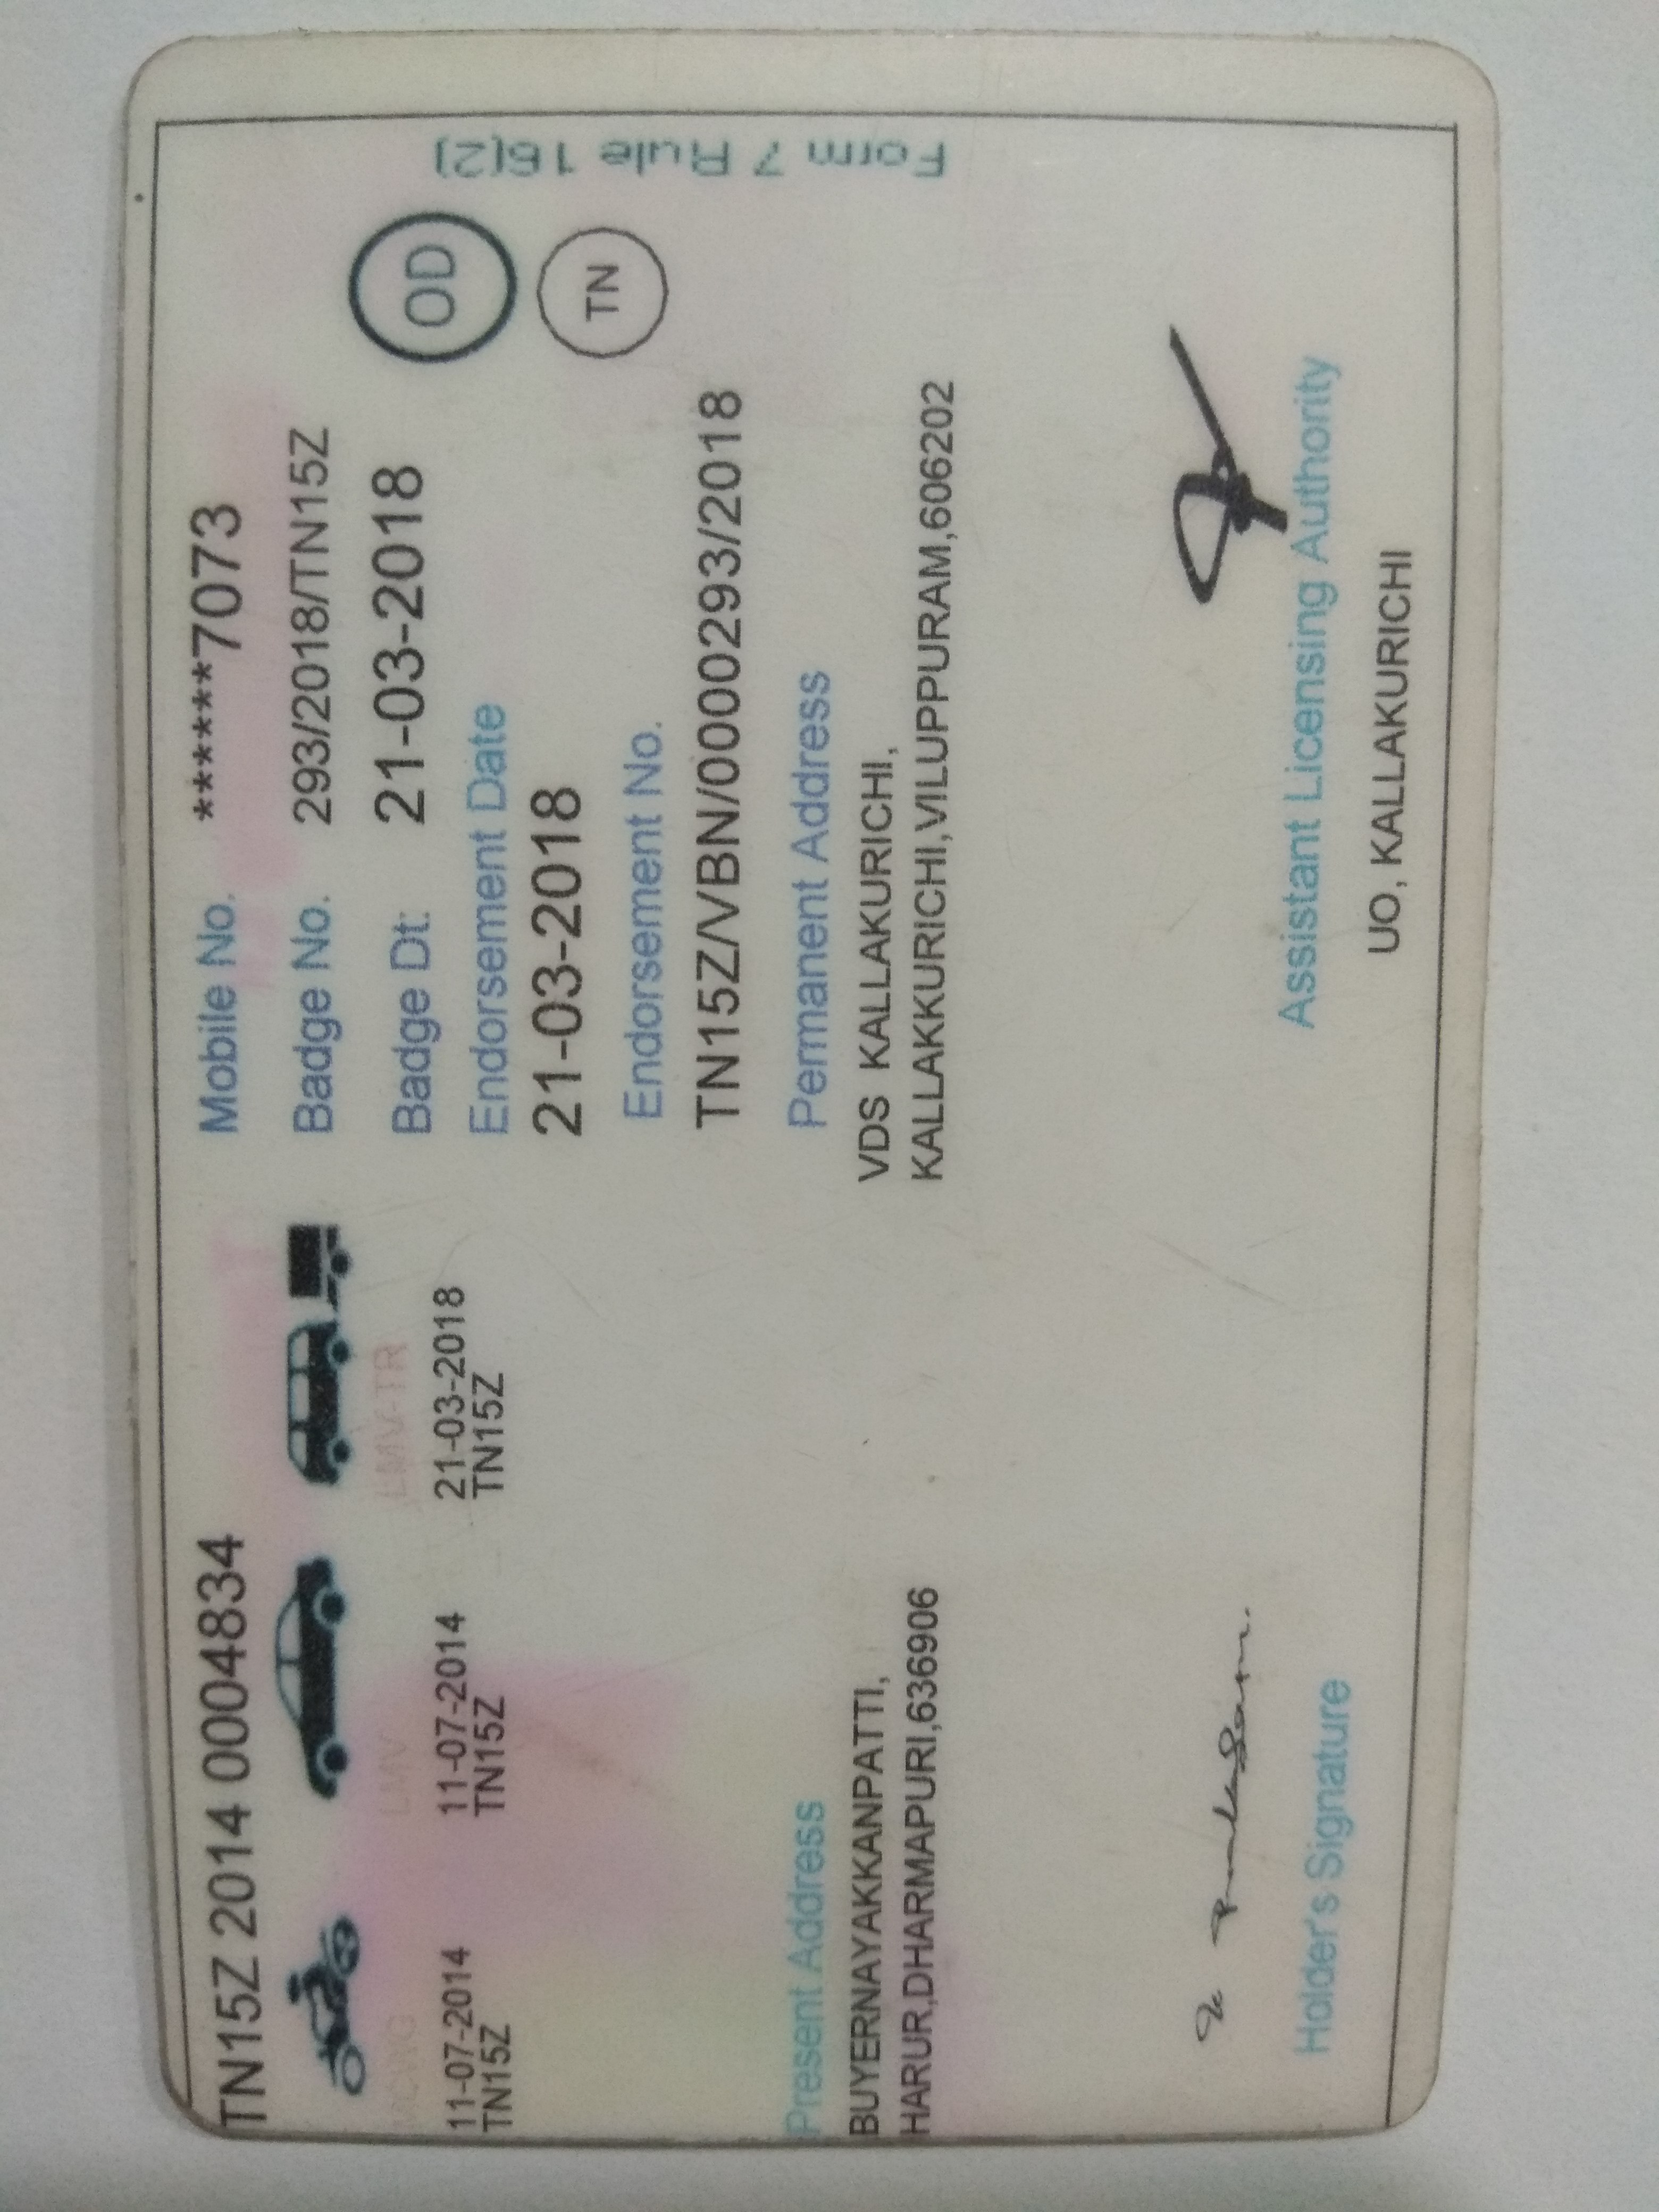 TN15Z 2014 0004834
MCWG
11-07-2014
TN15Z
LMV
11-07-2014
TN15Z
LMV-TR
21-03-2018
TN15Z
Present Address
BUYERNAYAKKANPATTI,
HARUR,DHARMAPURI,636906
Holder's Signature
Mobile No. *****7073
Badge No. 293/2018/TN15Z
Badge Dt. 21-03-2018
Endorsement Date
21-03-2018
Endorsement No.
TN15Z/VBN/0000293/2018
Permanent Address
VDS KALLAKURICHI,
KALLAKKURICHI,VILUPPURAM,606202
Assistant Licensing Authority
UO, KALLAKURICHI
OD
TN
Form 7 Rule 16(2)